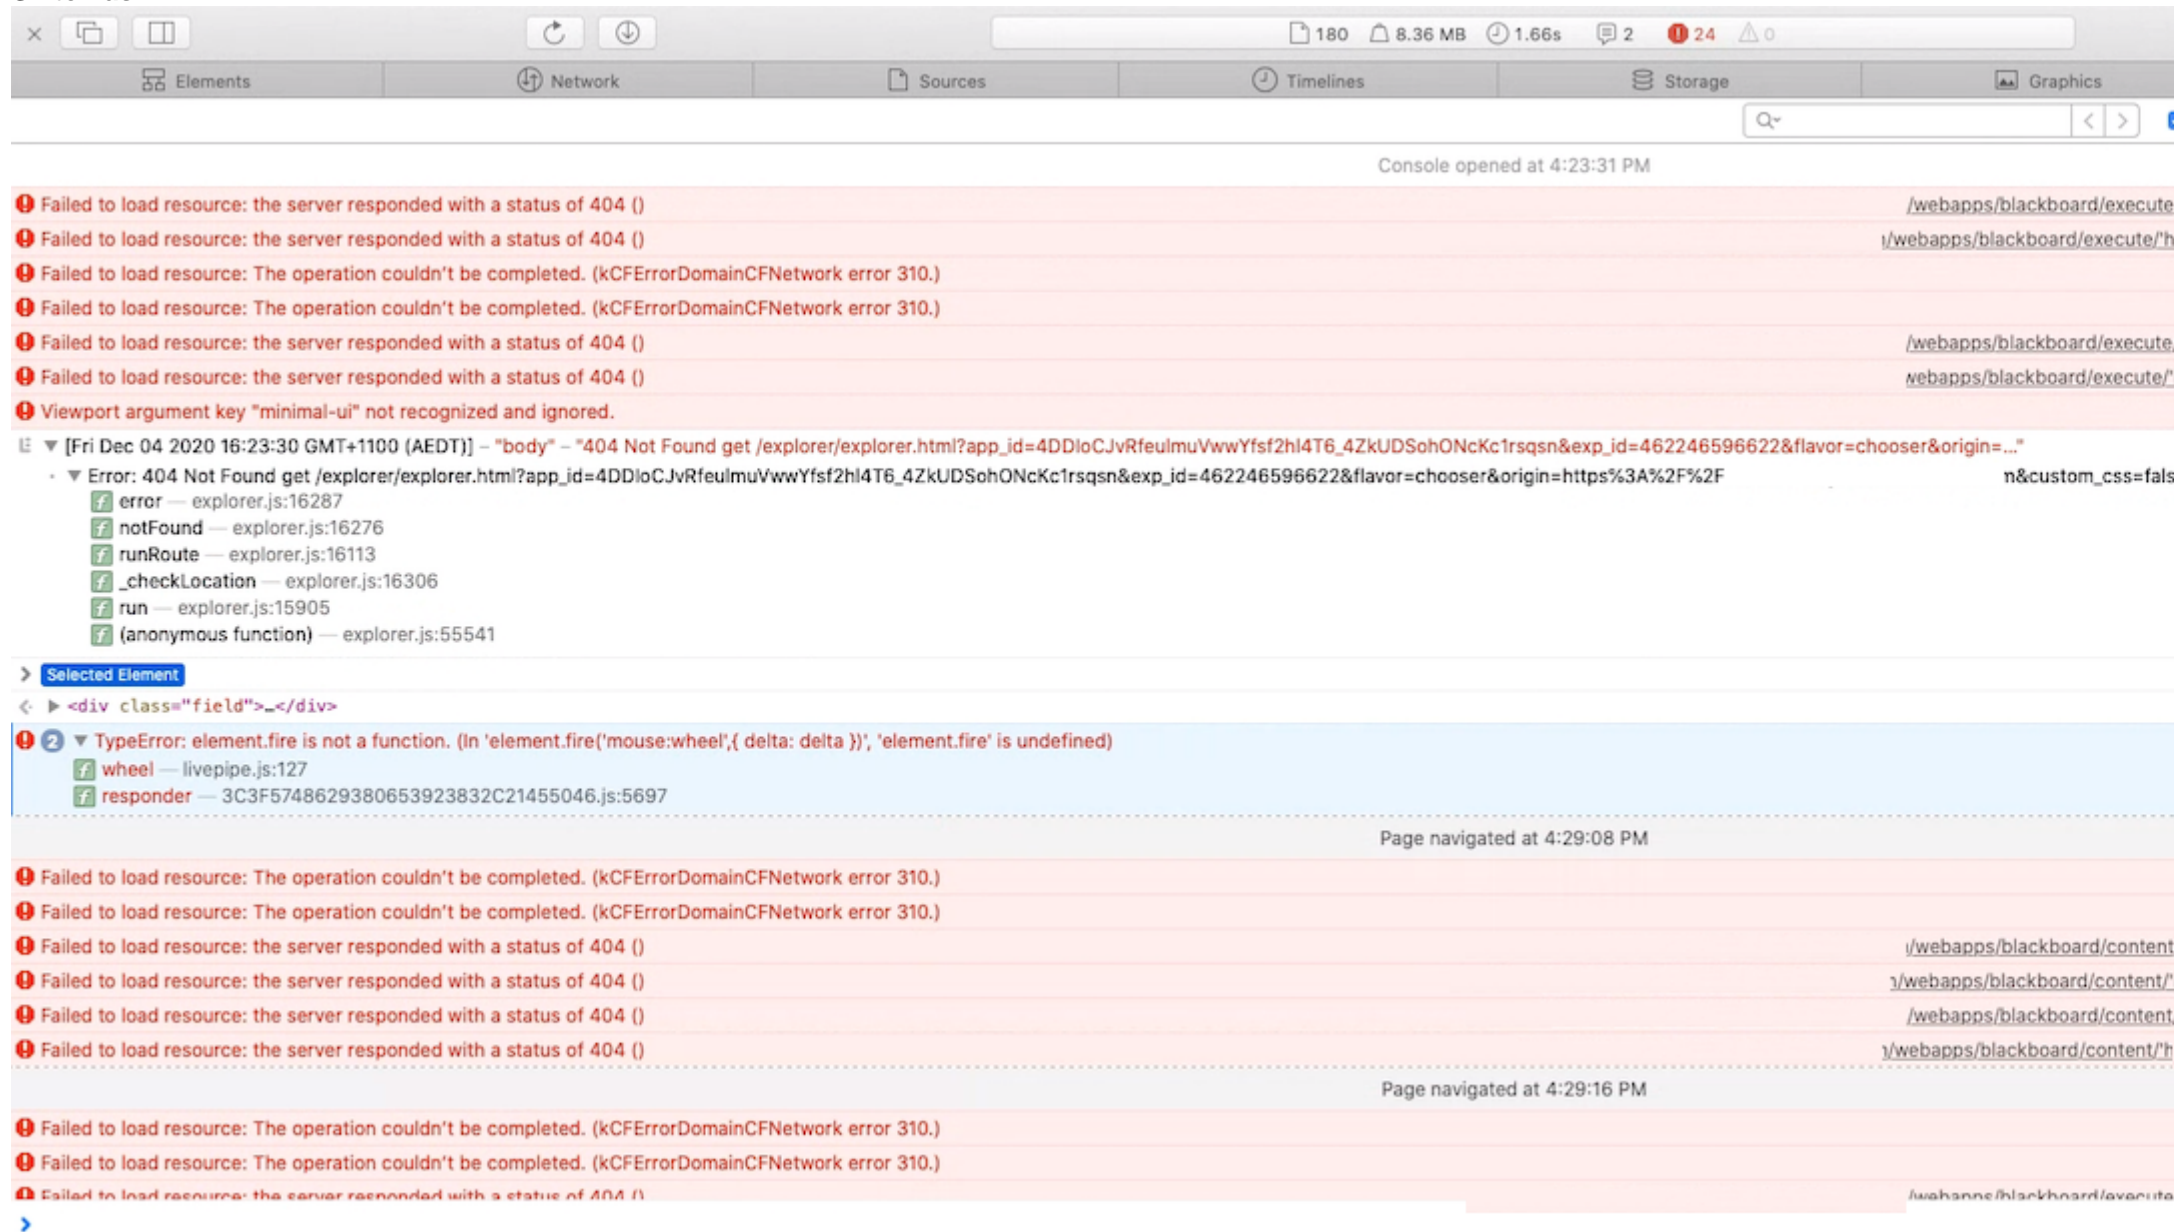 180 8.36 MB 1.66s 2 24 0
Elements Network Sources Timelines Storage Graphics
Console opened at 4:23:31 PM
Failed to load resource: the server responded with a status of 404 () /webapps/blackboard/execute
Failed to load resource: the server responded with a status of 404 () /webapps/blackboard/execute/'h
Failed to load resource: The operation couldn't be completed. (kCFErrorDomainCFNetwork error 310.)
Failed to load resource: The operation couldn't be completed. (kCFErrorDomainCFNetwork error 310.)
Failed to load resource: the server responded with a status of 404 () /webapps/blackboard/execute/
Failed to load resource: the server responded with a status of 404 () webapps/blackboard/execute/'
Viewport argument key "minimal-ui" not recognized and ignored.
[Fri Dec 04 2020 16:23:30 GMT+1100 (AEDT)] – "body" – "404 Not Found get /explorer/explorer.html?app_id=4DDIoCJvRfeulmuVwwYfsf2hl4T6_4ZkUDSohONcKc1rsqsn&exp_id=462246596622&flavor=chooser&origin=..."
Error: 404 Not Found get /explorer/explorer.html?app_id=4DDIoCJvRfeulmuVwwYfsf2hl4T6_4ZkUDSohONcKc1rsqsn&exp_id=462246596622&flavor=chooser&origin=https%3A%2F%2F m&custom_css=fals
error — explorer.js:16287
notFound — explorer.js:16276
runRoute — explorer.js:16113
_checkLocation — explorer.js:16306
run — explorer.js:15905
(anonymous function) — explorer.js:55541
Selected Element
<div class="field">…</div>
2 TypeError: element.fire is not a function. (In 'element.fire('mouse:wheel',{ delta: delta })', 'element.fire' is undefined)
wheel — livepipe.js:127
responder — 3C3F5748629380653923832C21455046.js:5697
Page navigated at 4:29:08 PM
Failed to load resource: The operation couldn't be completed. (kCFErrorDomainCFNetwork error 310.)
Failed to load resource: The operation couldn't be completed. (kCFErrorDomainCFNetwork error 310.)
Failed to load resource: the server responded with a status of 404 () /webapps/blackboard/content
Failed to load resource: the server responded with a status of 404 () /webapps/blackboard/content/'
Failed to load resource: the server responded with a status of 404 () /webapps/blackboard/content/
Failed to load resource: the server responded with a status of 404 () /webapps/blackboard/content/'h
Page navigated at 4:29:16 PM
Failed to load resource: The operation couldn't be completed. (kCFErrorDomainCFNetwork error 310.)
Failed to load resource: The operation couldn't be completed. (kCFErrorDomainCFNetwork error 310.)
Failed to load resource: the server responded with a status of 404 () /webapps/blackboard/execute